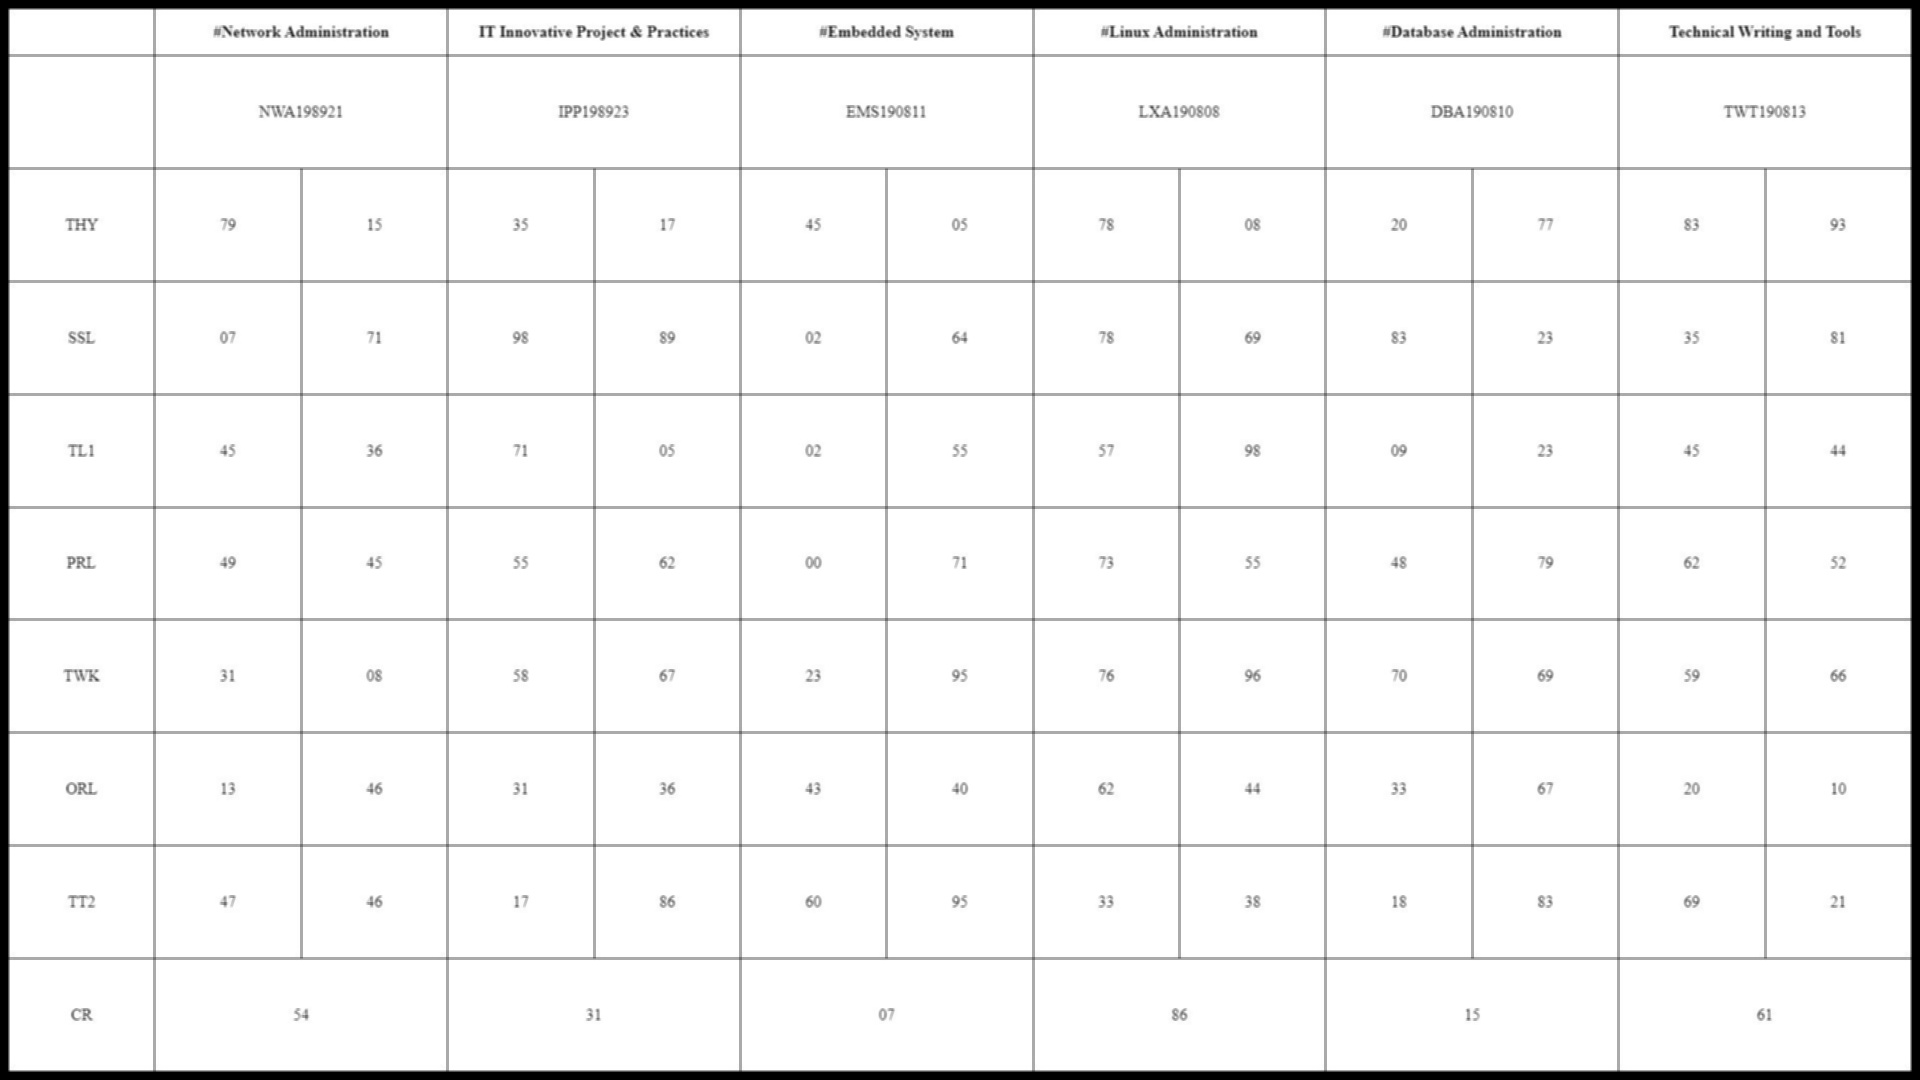 #Network Administration IT Innovative Project & Practices #Embedded System #Linux Administration #Database Administration Technical Writing and Tools
NWA198921 IPP198923 EMS190811 LXA190808 DBA190810 TWT190813
THY 79 15 35 17 45 05 78 08 20 77 83 93
SSL 07 71 98 89 02 64 78 69 83 23 35 81
TL1 45 36 71 05 02 55 57 98 09 23 45 44
PRL 49 45 55 62 00 71 73 55 48 79 62 52
TWK 31 08 58 67 23 95 76 96 70 69 59 66
ORL 13 46 31 36 43 40 62 44 33 67 20 10
TT2 47 46 17 86 60 95 33 38 18 83 69 21
CR 54 31 07 86 15 61